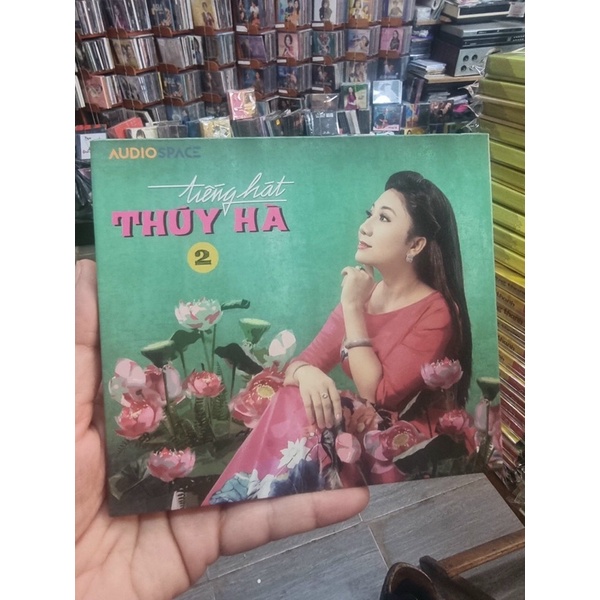 AUDIOSPACE
tiếng hát
THÚY HÀ
2